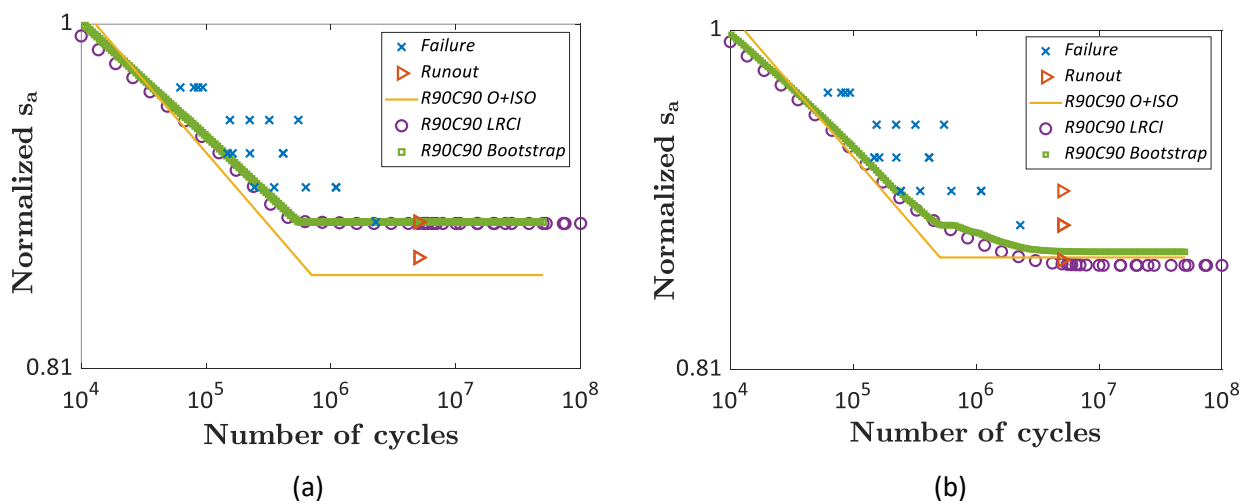 1
Normalized s_a
0.81
Failure
Runout
R90C90 O+ISO
R90C90 LRCI
R90C90 Bootstrap
10^4 10^5 10^6 10^7 10^8
Number of cycles
(a)
1
Normalized s_a
0.81
Failure
Runout
R90C90 O+ISO
R90C90 LRCI
R90C90 Bootstrap
10^4 10^5 10^6 10^7 10^8
Number of cycles
(b)